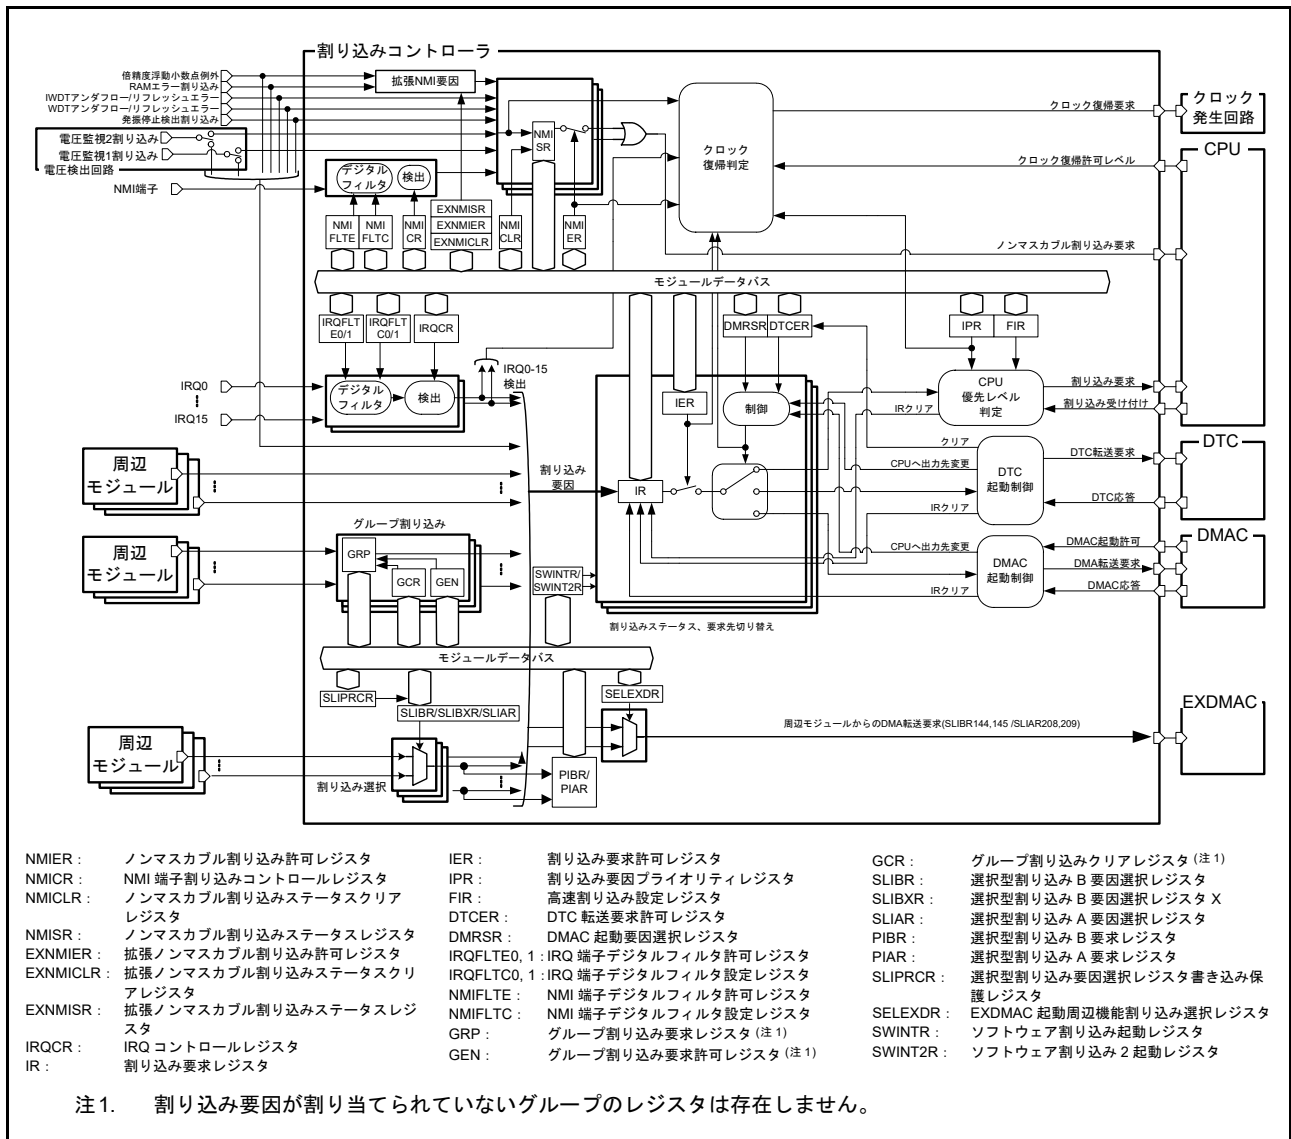 割り込みコントローラ
倍精度浮動小数点例外
RAMエラー割り込み
IWDTアンダフロー/リフレッシュエラー
WDTアンダフロー/リフレッシュエラー
発振停止検出割り込み
電圧監視2割り込み
電圧監視1割り込み
電圧検出回路
NMI端子
拡張NMI要因
NMI
SR
デジタル
フィルタ
検出
NMI
FLTE
NMI
FLTC
NMI
CR
EXNMISR
EXNMIER
EXNMICLR
NMI
CLR
NMI
ER
クロック
復帰判定
クロック復帰要求
クロック
発生回路
クロック復帰許可レベル
CPU
ノンマスカブル割り込み要求
モジュールデータバス
IRQFLT
E0/1
IRQFLT
C0/1
IRQCR
DMRSR
DTCER
IPR
FIR
IRQ0
IRQ15
デジタル
フィルタ
検出
IRQ0-15
検出
IER
制御
CPU
優先レベル
判定
割り込み要求
割り込み受け付け
IRクリア
クリア
CPUへ出力先変更
IRクリア
DTC
起動制御
DTC転送要求
DTC応答
DTC
周辺
モジュール
割り込み
要因
IR
周辺
モジュール
グループ割り込み
GRP
GCR
GEN
SWINTR/
SWINT2R
CPUへ出力先変更
IRクリア
DMAC
起動制御
DMAC起動許可
DMA転送要求
DMAC応答
DMAC
割り込みステータス、要求先切り替え
モジュールデータバス
SLIPRCR
SLIBR/SLIBXR/SLIAR
SELEXDR
周辺モジュールからのDMA転送要求(SLIBR144,145 /SLIAR208,209)
EXDMAC
周辺
モジュール
割り込み選択
PIBR/
PIAR
NMIER : ノンマスカブル割り込み許可レジスタ
NMICR : NMI 端子割り込みコントロールレジスタ
NMICLR : ノンマスカブル割り込みステータスクリア
レジスタ
NMISR : ノンマスカブル割り込みステータスレジスタ
EXNMIER : 拡張ノンマスカブル割り込み許可レジスタ
EXNMICLR : 拡張ノンマスカブル割り込みステータスクリ
アレジスタ
EXNMISR : 拡張ノンマスカブル割り込みステータスレジ
スタ
IRQCR : IRQ コントロールレジスタ
IR : 割り込み要求レジスタ
IER : 割り込み要求許可レジスタ
IPR : 割り込み要因プライオリティレジスタ
FIR : 高速割り込み設定レジスタ
DTCER : DTC 転送要求許可レジスタ
DMRSR : DMAC 起動要因選択レジスタ
IRQFLTE0, 1 : IRQ 端子デジタルフィルタ許可レジスタ
IRQFLTC0, 1 : IRQ 端子デジタルフィルタ設定レジスタ
NMIFLTE : NMI 端子デジタルフィルタ許可レジスタ
NMIFLTC : NMI 端子デジタルフィルタ設定レジスタ
GRP : グループ割り込み要求レジスタ (注 1)
GEN : グループ割り込み要求許可レジスタ (注 1)
GCR : グループ割り込みクリアレジスタ (注 1)
SLIBR : 選択型割り込み B 要因選択レジスタ
SLIBXR : 選択型割り込み B 要因選択レジスタ X
SLIAR : 選択型割り込み A 要因選択レジスタ
PIBR : 選択型割り込み B 要求レジスタ
PIAR : 選択型割り込み A 要求レジスタ
SLIPRCR : 選択型割り込み要因選択レジスタ書き込み保
護レジスタ
SELEXDR : EXDMAC 起動周辺機能割り込み選択レジスタ
SWINTR : ソフトウェア割り込み起動レジスタ
SWINT2R : ソフトウェア割り込み 2 起動レジスタ
注1. 割り込み要因が割り当てられていないグループのレジスタは存在しません。